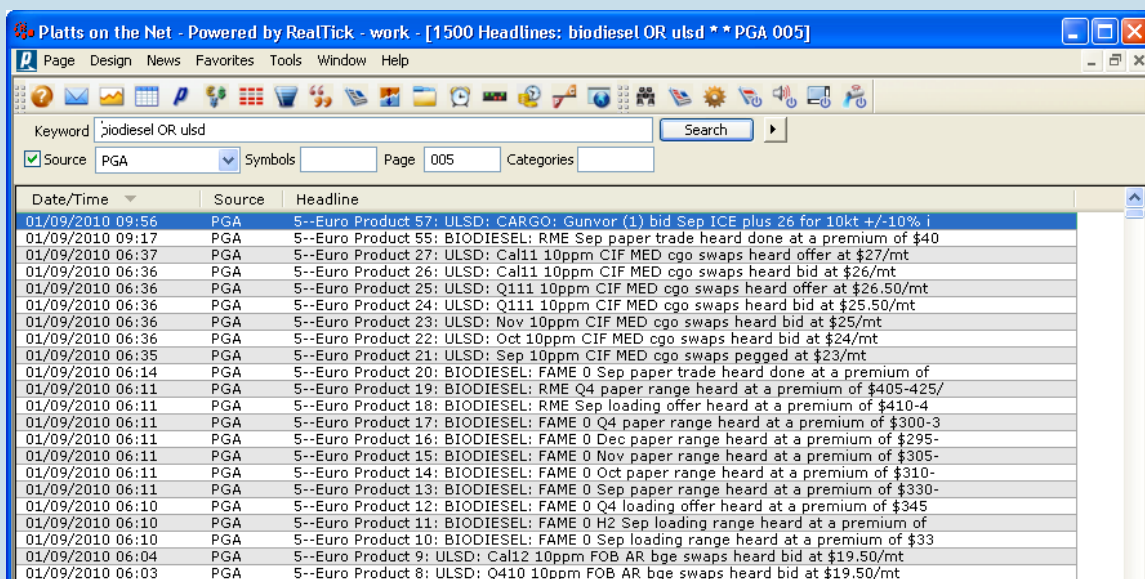 Platts on the Net - Powered by RealTick - work - [1500 Headlines: biodiesel OR ulsd * * PGA 005]
Page Design News Favorites Tools Window Help
Keyword biodiesel OR ulsd Search
Source PGA Symbols Page 005 Categories
Date/Time Source Headline
01/09/2010 09:56 PGA 5--Euro Product 57: ULSD: CARGO: Gunvor (1) bid Sep ICE plus 26 for 10kt +/-10% i
01/09/2010 09:17 PGA 5--Euro Product 55: BIODIESEL: RME Sep paper trade heard done at a premium of $40
01/09/2010 06:37 PGA 5--Euro Product 27: ULSD: Cal11 10ppm CIF MED cgo swaps heard offer at $27/mt
01/09/2010 06:36 PGA 5--Euro Product 26: ULSD: Cal11 10ppm CIF MED cgo swaps heard bid at $26/mt
01/09/2010 06:36 PGA 5--Euro Product 25: ULSD: Q111 10ppm CIF MED cgo swaps heard offer at $26.50/mt
01/09/2010 06:36 PGA 5--Euro Product 24: ULSD: Q111 10ppm CIF MED cgo swaps heard bid at $25.50/mt
01/09/2010 06:36 PGA 5--Euro Product 23: ULSD: Nov 10ppm CIF MED cgo swaps heard bid at $25/mt
01/09/2010 06:36 PGA 5--Euro Product 22: ULSD: Oct 10ppm CIF MED cgo swaps heard bid at $24/mt
01/09/2010 06:35 PGA 5--Euro Product 21: ULSD: Sep 10ppm CIF MED cgo swaps pegged at $23/mt
01/09/2010 06:14 PGA 5--Euro Product 20: BIODIESEL: FAME 0 Sep paper trade heard done at a premium of
01/09/2010 06:11 PGA 5--Euro Product 19: BIODIESEL: RME Q4 paper range heard at a premium of $405-425/
01/09/2010 06:11 PGA 5--Euro Product 18: BIODIESEL: RME Sep loading offer heard at a premium of $410-4
01/09/2010 06:11 PGA 5--Euro Product 17: BIODIESEL: FAME 0 Q4 paper range heard at a premium of $300-3
01/09/2010 06:11 PGA 5--Euro Product 16: BIODIESEL: FAME 0 Dec paper range heard at a premium of $295-
01/09/2010 06:11 PGA 5--Euro Product 15: BIODIESEL: FAME 0 Nov paper range heard at a premium of $305-
01/09/2010 06:11 PGA 5--Euro Product 14: BIODIESEL: FAME 0 Oct paper range heard at a premium of $310-
01/09/2010 06:11 PGA 5--Euro Product 13: BIODIESEL: FAME 0 Sep paper range heard at a premium of $330-
01/09/2010 06:10 PGA 5--Euro Product 12: BIODIESEL: FAME 0 Q4 loading offer heard at a premium of $345
01/09/2010 06:10 PGA 5--Euro Product 11: BIODIESEL: FAME 0 H2 Sep loading range heard at a premium of
01/09/2010 06:10 PGA 5--Euro Product 10: BIODIESEL: FAME 0 Sep loading range heard at a premium of $33
01/09/2010 06:04 PGA 5--Euro Product 9: ULSD: Cal12 10ppm FOB AR bge swaps heard bid at $19.50/mt
01/09/2010 06:03 PGA 5--Euro Product 8: ULSD: Q410 10ppm FOB AR bge swaps heard bid at $19.50/mt